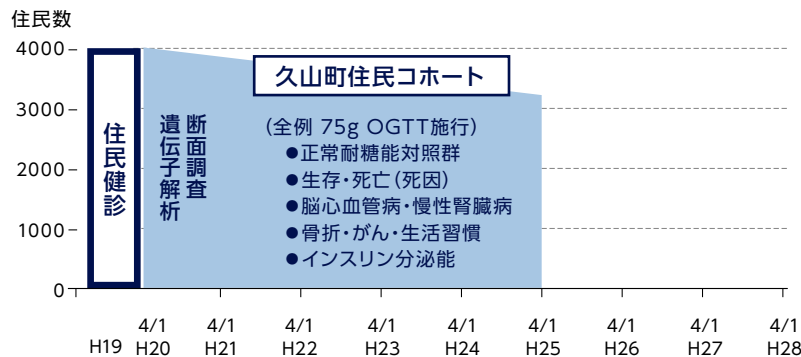 住民数
4000
久山町住民コホート
3000
住民健診
断面調査
遺伝子解析
(全例 75g OGTT施行)
●正常耐糖能対照群
●生存・死亡(死因)
●脳心血管病・慢性腎臓病
●骨折・がん・生活習慣
●インスリン分泌能
2000
1000
0
4/1 4/1 4/1 4/1 4/1 4/1 4/1 4/1 4/1
H19 H20 H21 H22 H23 H24 H25 H26 H27 H28